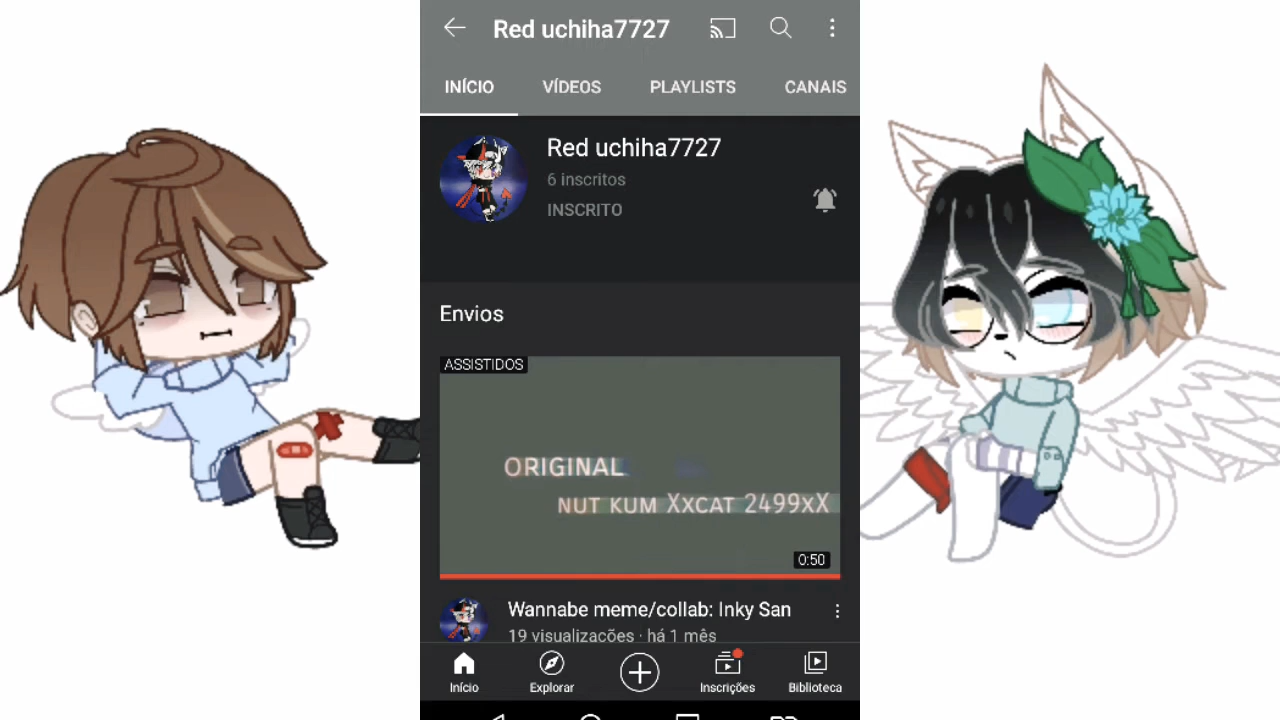 Red uchiha7727
INÍCIO VÍDEOS PLAYLISTS CANAIS
Red uchiha7727
6 inscritos
INSCRITO
Envios
ASSISTIDOS
ORIGINAL
NUT KUM XXCAT 2499XX
0:50
Wannabe meme/collab: Inky San
19 visualizações · há 1 mês
Início Explorar Inscrições Biblioteca